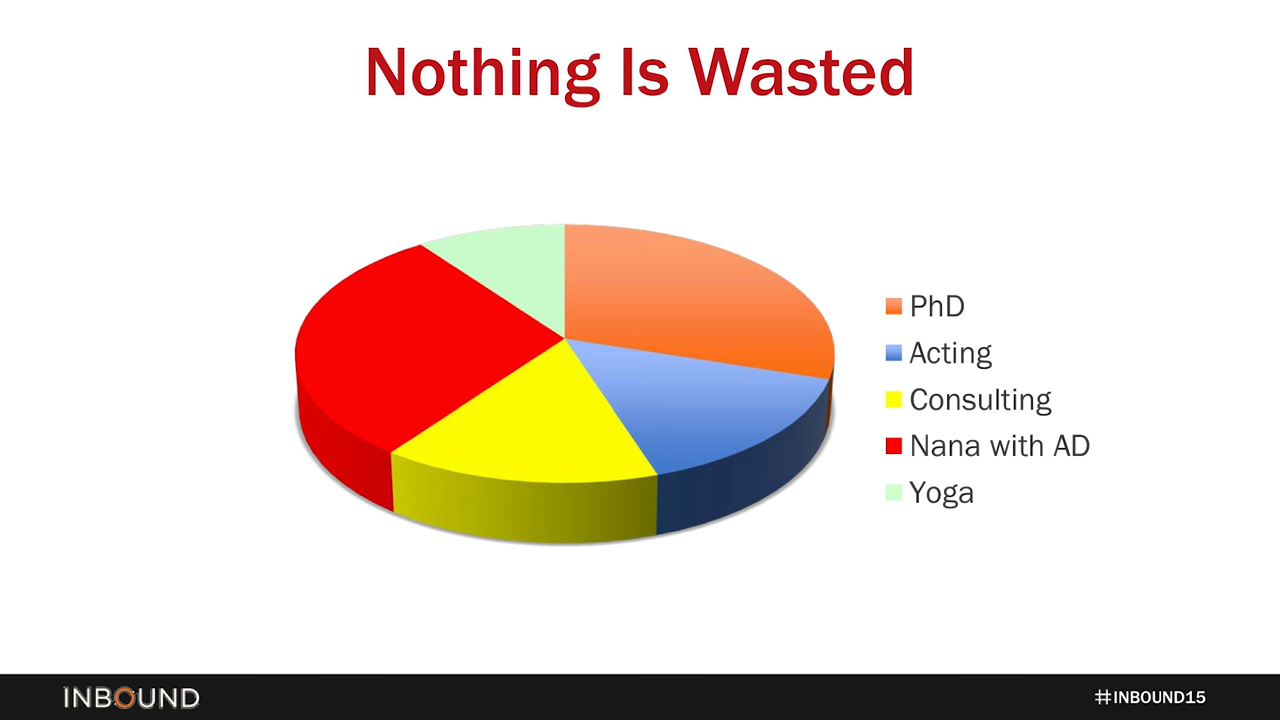 Nothing Is Wasted
PhD
Acting
Consulting
Nana with AD
Yoga
INBOUND
#INBOUND15